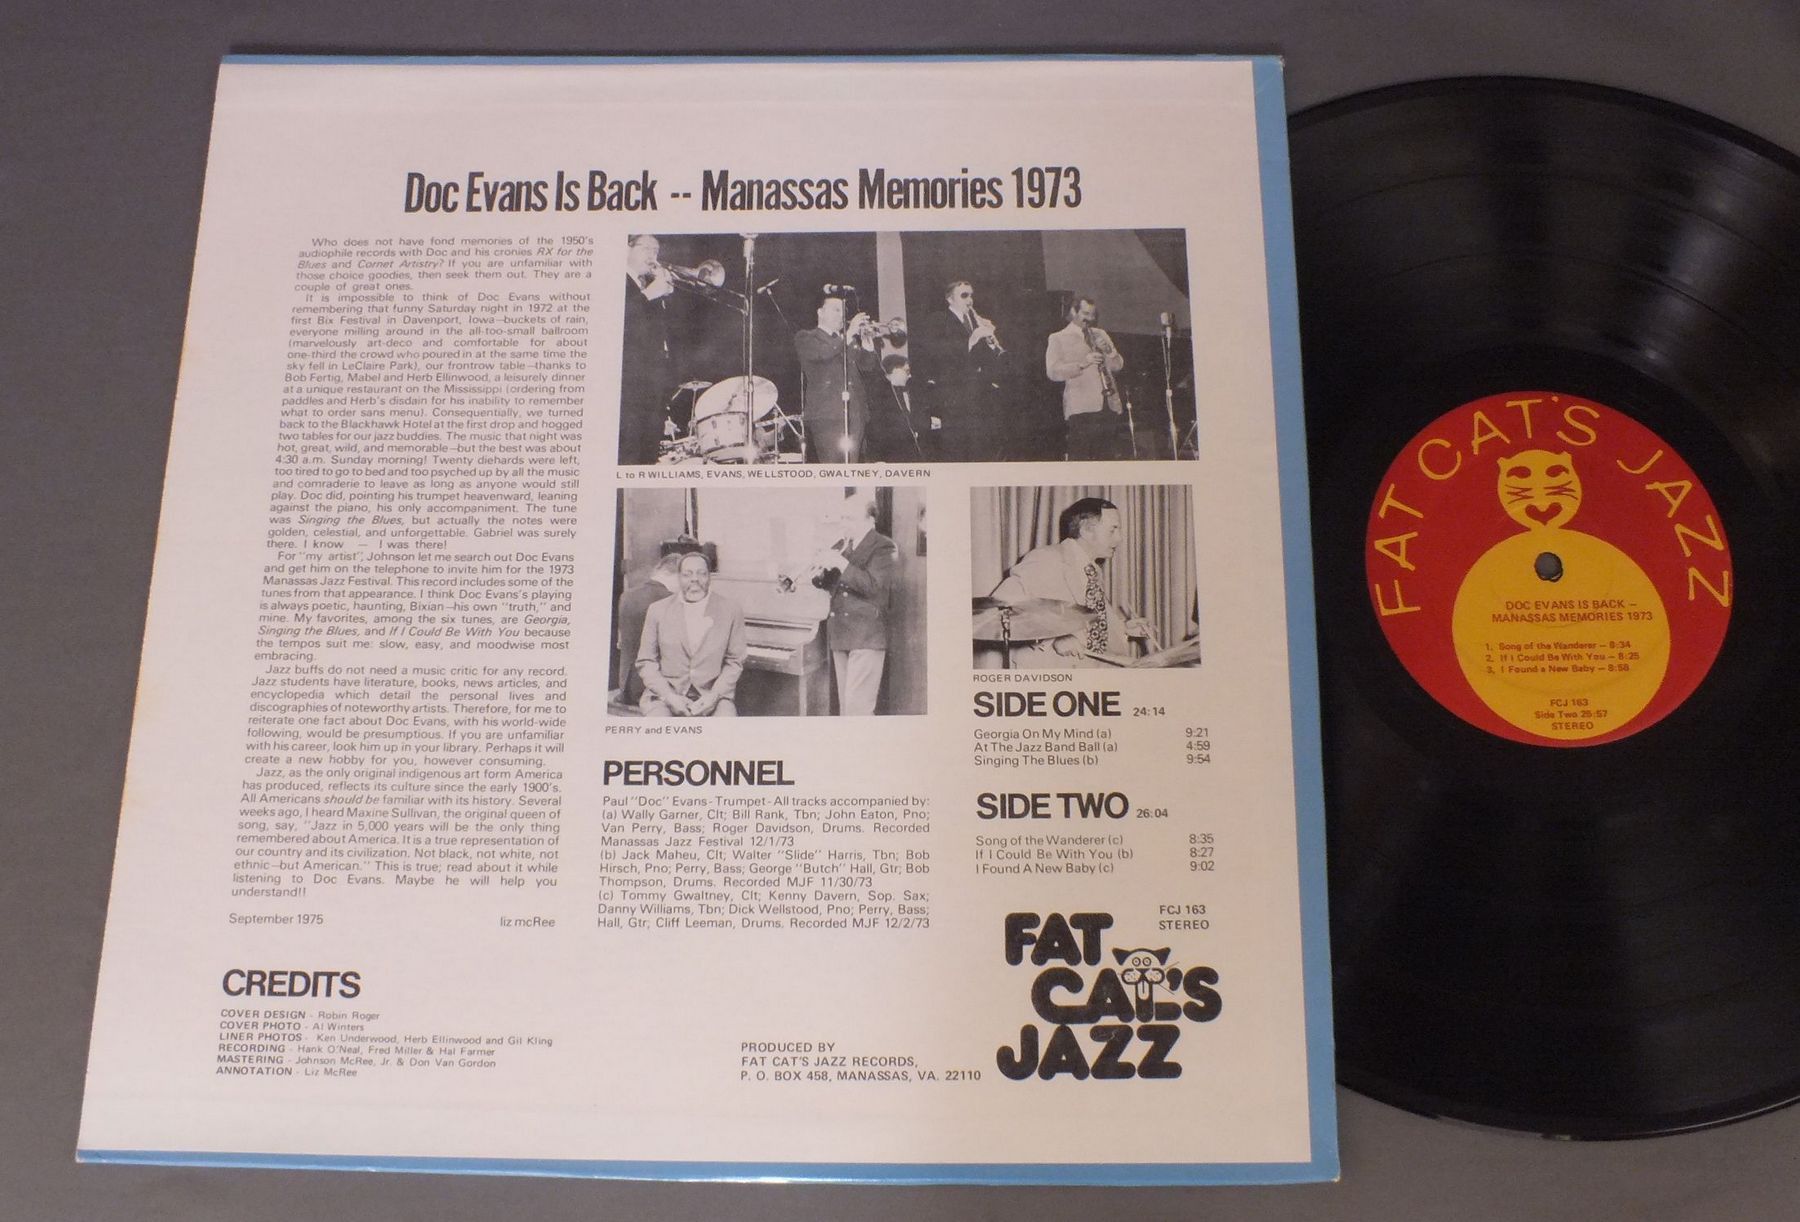 Doc Evans Is Back -- Manassas Memories 1973
Who does not have fond memories of the 1950's
audiophile records with Doc and his cronies RX for the
Blues and Cornet Artistry? If you are unfamiliar with
those choice goodies, then seek them out. They are a
couple of great ones.
It is impossible to think of Doc Evans without
remembering that funny Saturday night in 1972 at the
first Bix Festival in Davenport, Iowa—buckets of rain,
everyone milling around in the all-too-small ballroom
(marvelously art-deco and comfortable for about
one-third the crowd who poured in at the same time the
sky fell in LeClaire Park), our frontrow table—thanks to
Bob Fertig, Mabel and Herb Ellinwood, a leisurely dinner
at a unique restaurant on the Mississippi (ordering from
paddles and Herb's disdain for his inability to remember
what to order sans menu). Consequentially, we turned
back to the Blackhawk Hotel at the first drop and hogged
two tables for our jazz buddies. The music that night was
hot, great, wild, and memorable—but the best was about
4:30 a.m. Sunday morning! Twenty diehards were left,
too tired to go to bed and too psyched up by all the music
and comraderie to leave as long as anyone would still
play. Doc did, pointing his trumpet heavenward, leaning
against the piano, his only accompaniment. The tune
was Singing the Blues, but actually the notes were
golden, celestial, and unforgettable. Gabriel was surely
there. I know — I was there!
For "my artist", Johnson let me search out Doc Evans
and get him on the telephone to invite him for the 1973
Manassas Jazz Festival. This record includes some of the
tunes from that appearance. I think Doc Evans's playing
is always poetic, haunting, Bixian—his own "truth," and
mine. My favorites, among the six tunes, are Georgia,
Singing the Blues, and If I Could Be With You because
the tempos suit me: slow, easy, and moodwise most
embracing.
Jazz buffs do not need a music critic for any record.
Jazz students have literature, books, news articles, and
encyclopedia which detail the personal lives and
discographies of noteworthy artists. Therefore, for me to
reiterate one fact about Doc Evans, with his world-wide
following, would be presumptious. If you are unfamiliar
with his career, look him up in your library. Perhaps it will
create a new hobby for you, however consuming.
Jazz, as the only original indigenous art form America
has produced, reflects its culture since the early 1900's.
All Americans should be familiar with its history. Several
weeks ago, I heard Maxine Sullivan, the original queen of
song, say, "Jazz in 5,000 years will be the only thing
remembered about America. It is a true representation of
our country and its civilization. Not black, not white, not
ethnic—but American." This is true; read about it while
listening to Doc Evans. Maybe he will help you
understand!!
September 1975 liz mcRee
CREDITS
COVER DESIGN - Robin Roger
COVER PHOTO - Al Winters
LINER PHOTOS - Ken Underwood, Herb Ellinwood and Gil Kling
RECORDING - Hank O'Neal, Fred Miller & Hal Farmer
MASTERING - Johnson McRee, Jr. & Don Van Gordon
ANNOTATION - Liz McRee
L to R WILLIAMS, EVANS, WELLSTOOD, GWALTNEY, DAVERN
PERRY and EVANS
ROGER DAVIDSON
PERSONNEL
Paul "Doc" Evans - Trumpet - All tracks accompanied by:
(a) Wally Garner, Clt; Bill Rank, Tbn; John Eaton, Pno;
Van Perry, Bass; Roger Davidson, Drums. Recorded
Manassas Jazz Festival 12/1/73
(b) Jack Maheu, Clt; Walter "Slide" Harris, Tbn; Bob
Hirsch, Pno; Perry, Bass; George "Butch" Hall, Gtr; Bob
Thompson, Drums. Recorded MJF 11/30/73
(c) Tommy Gwaltney, Clt; Kenny Davern, Sop. Sax;
Danny Williams, Tbn; Dick Wellstood, Pno; Perry, Bass;
Hall, Gtr; Cliff Leeman, Drums. Recorded MJF 12/2/73
SIDE ONE 24:14
Georgia On My Mind (a) 9:21
At The Jazz Band Ball (a) 4:59
Singing The Blues (b) 9:54
SIDE TWO 26:04
Song of the Wanderer (c) 8:35
If I Could Be With You (b) 8:27
I Found A New Baby (c) 9:02
FCJ 163
STEREO
FAT
CAT'S
JAZZ
PRODUCED BY
FAT CAT'S JAZZ RECORDS,
P. O. BOX 458, MANASSAS, VA. 22110
FAT CAT'S JAZZ
DOC EVANS IS BACK —
MANASSAS MEMORIES 1973
1. Song of the Wanderer — 8:34
2. If I Could Be With You — 8:25
3. I Found a New Baby — 8:58
FCJ 163
Side Two 25:57
STEREO